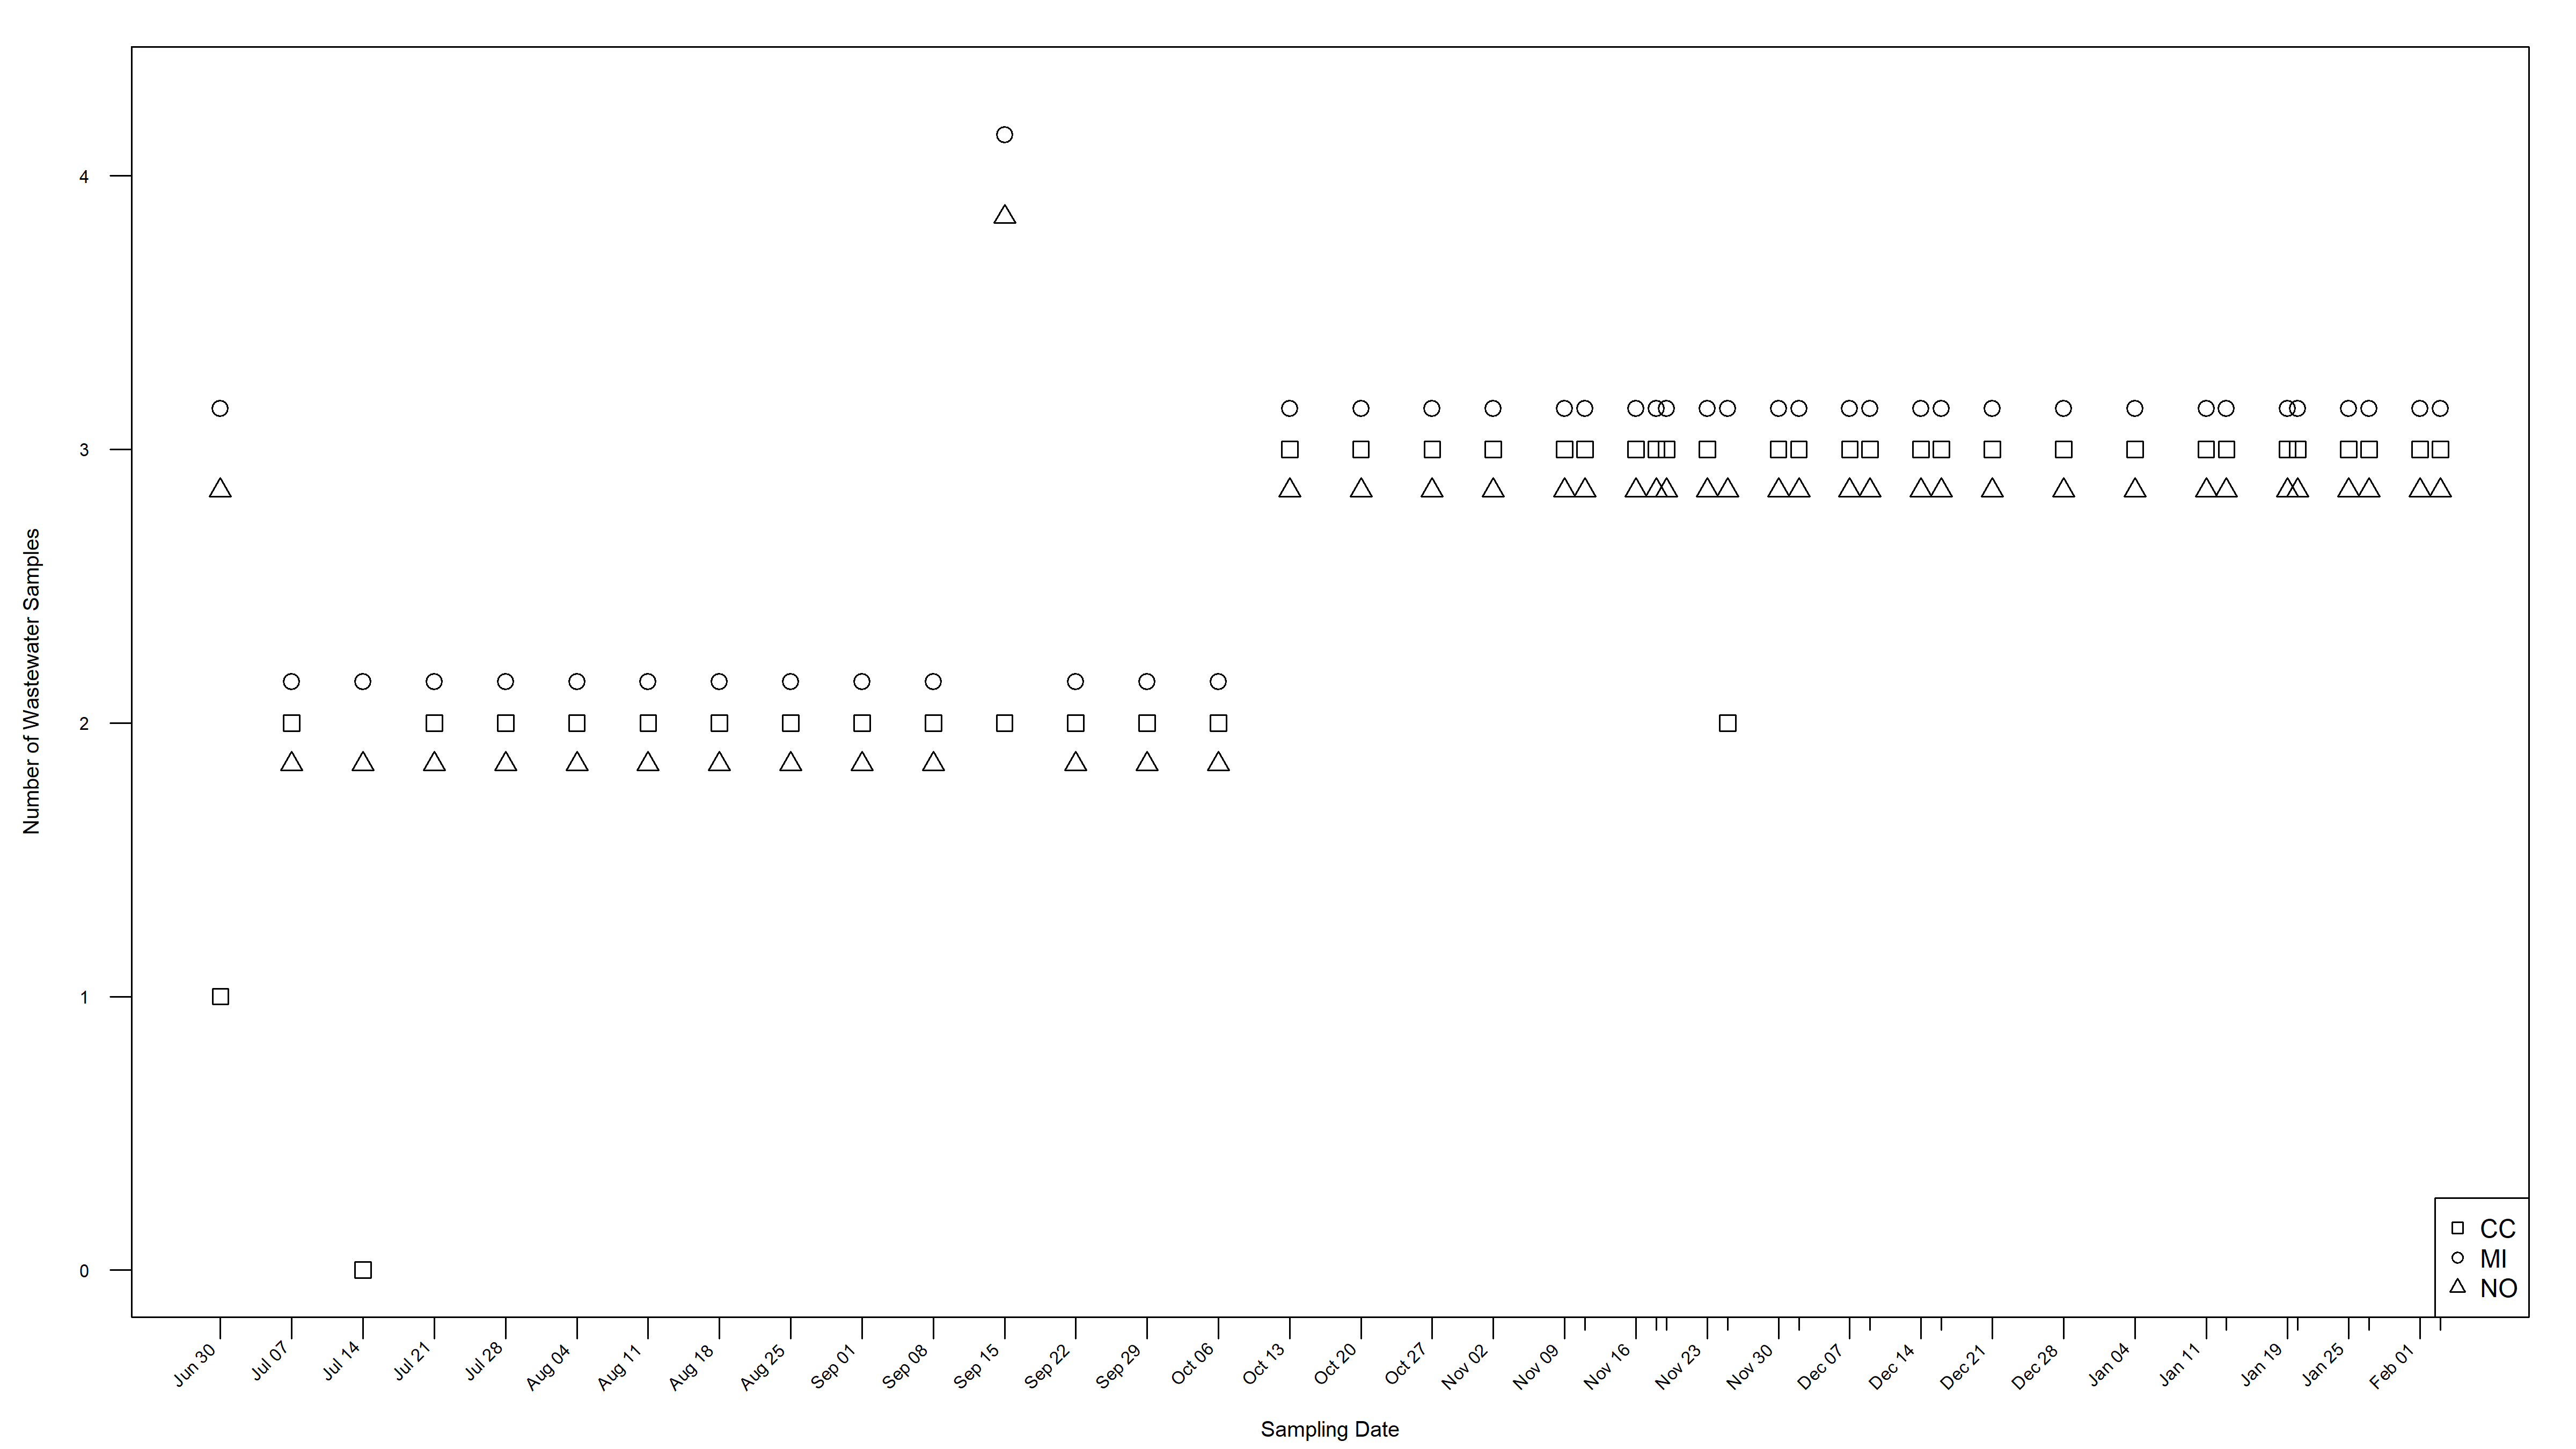 Number of Wastewater Samples
4
3
2
1
0
CC
MI
NO
Jun 30
Jul 07
Jul 14
Jul 21
Jul 28
Aug 04
Aug 11
Aug 18
Aug 25
Sep 01
Sep 08
Sep 15
Sep 22
Sep 29
Oct 06
Oct 13
Oct 20
Oct 27
Nov 02
Nov 09
Nov 16
Nov 23
Nov 30
Dec 07
Dec 14
Dec 21
Dec 28
Jan 04
Jan 11
Jan 19
Jan 25
Feb 01
Sampling Date